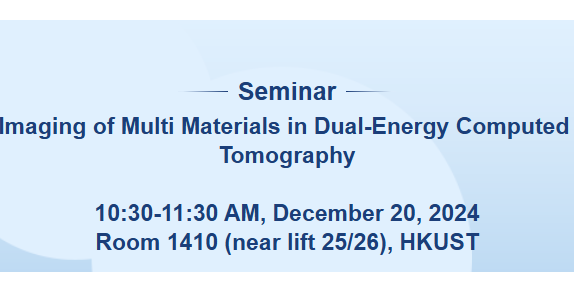 Seminar
Imaging of Multi Materials in Dual-Energy Computed
Tomography
10:30-11:30 AM, December 20, 2024
Room 1410 (near lift 25/26), HKUST